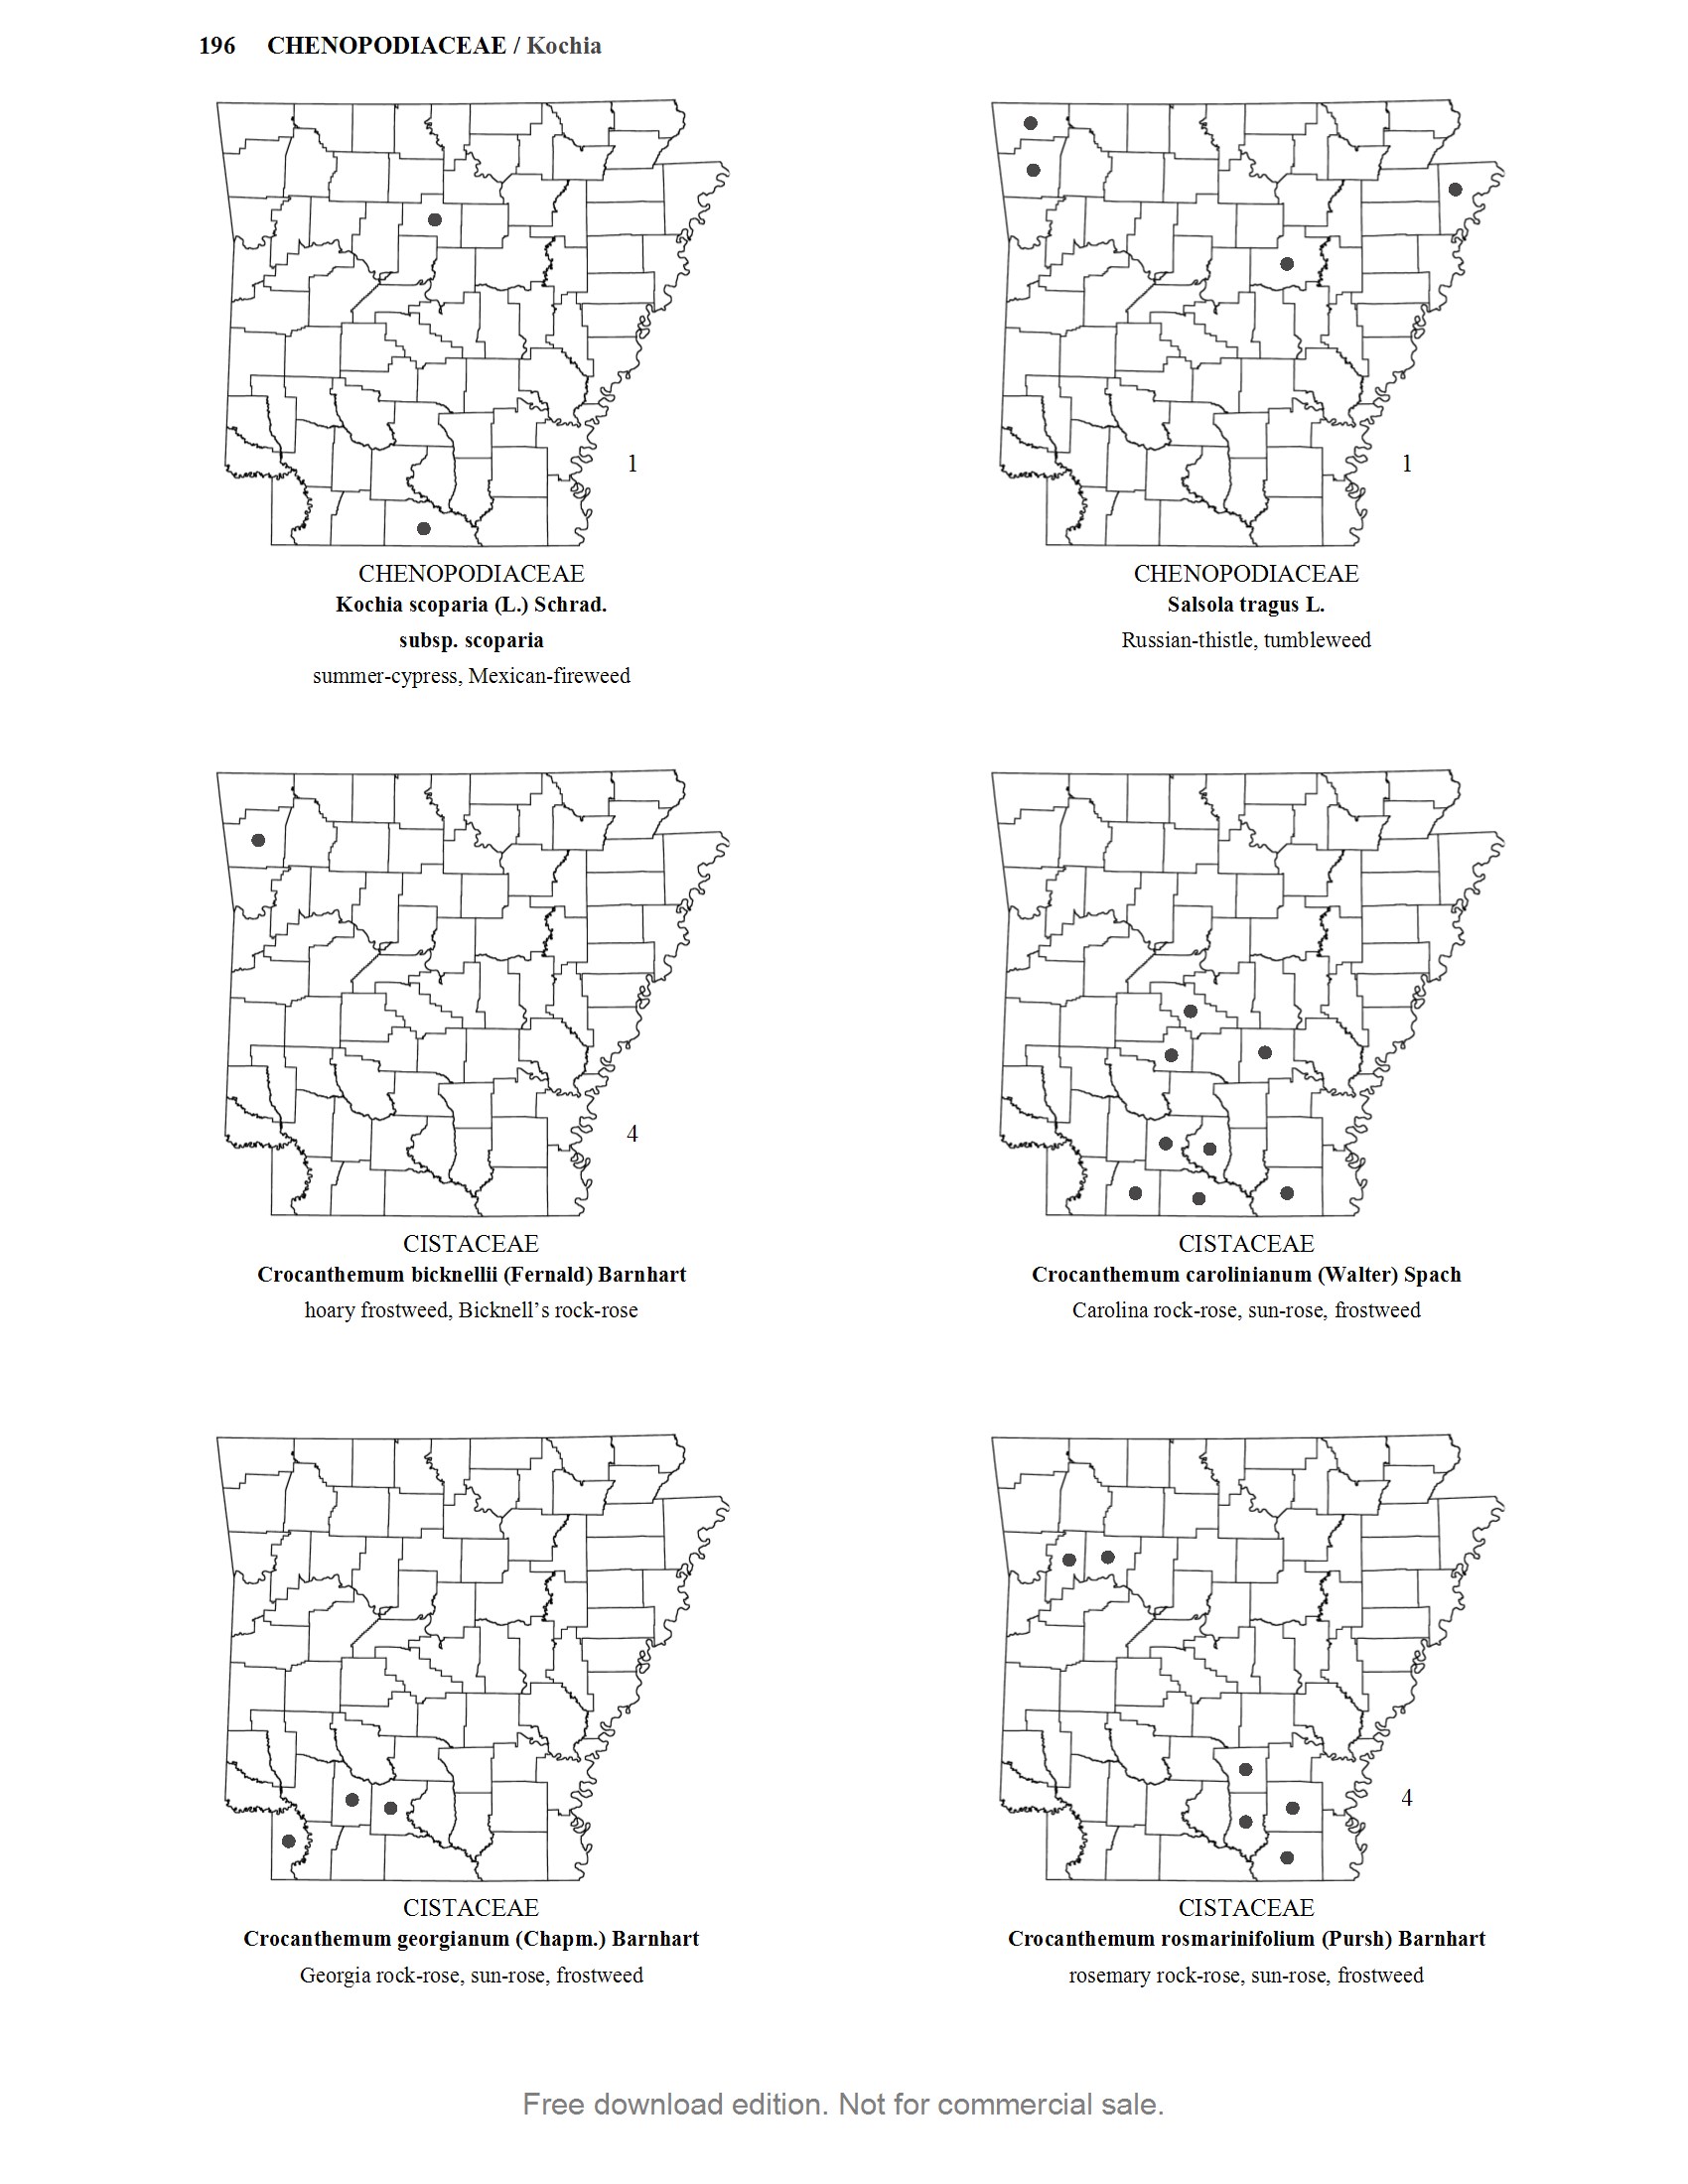 196 CHENOPODIACEAE / Kochia
1
CHENOPODIACEAE
Kochia scoparia (L.) Schrad.
subsp. scoparia
summer-cypress, Mexican-fireweed
1
CHENOPODIACEAE
Salsola tragus L.
Russian-thistle, tumbleweed
4
CISTACEAE
Crocanthemum bicknellii (Fernald) Barnhart
hoary frostweed, Bicknell’s rock-rose
CISTACEAE
Crocanthemum carolinianum (Walter) Spach
Carolina rock-rose, sun-rose, frostweed
CISTACEAE
Crocanthemum georgianum (Chapm.) Barnhart
Georgia rock-rose, sun-rose, frostweed
4
CISTACEAE
Crocanthemum rosmarinifolium (Pursh) Barnhart
rosemary rock-rose, sun-rose, frostweed
Free download edition. Not for commercial sale.